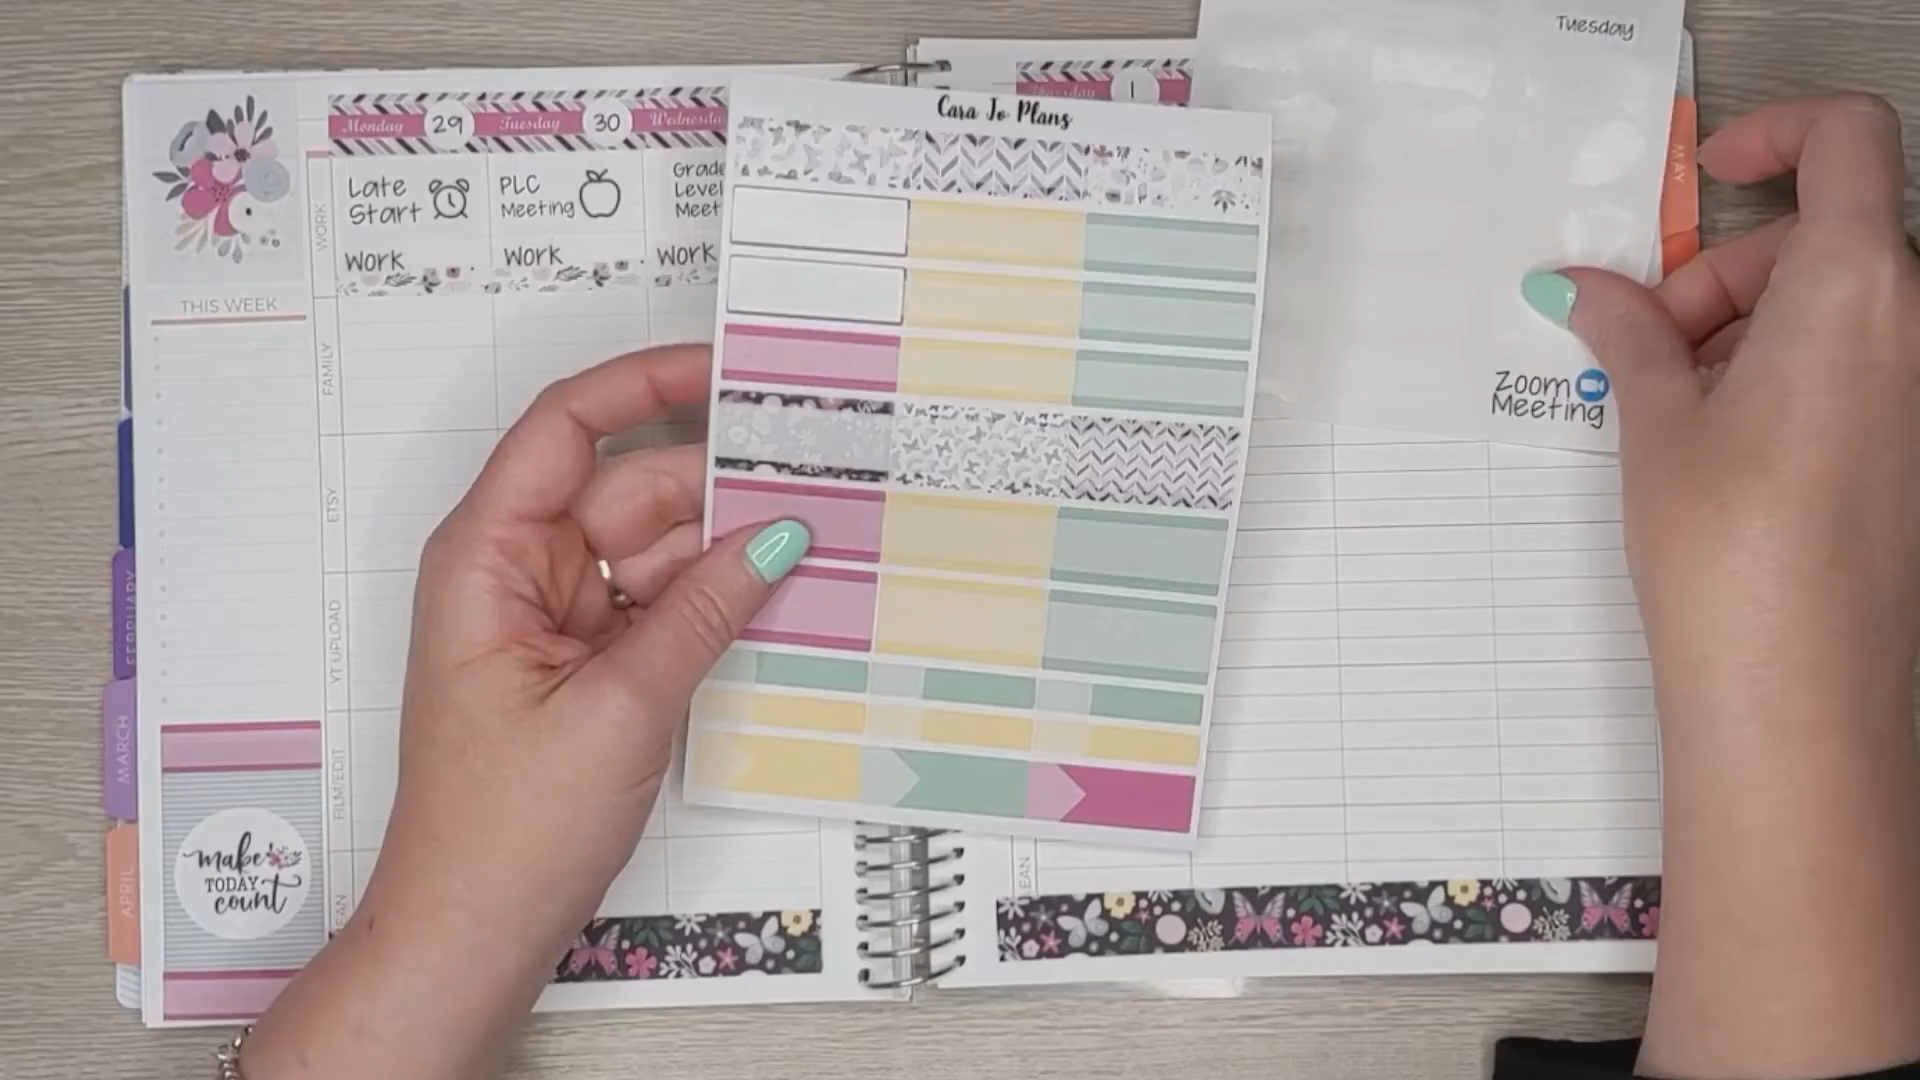 Tuesday
Cara Jo Plans
Monday 29 Tuesday 30 Wednesday
Thursday 1
Late Start
PLC Meeting
Grade Level Meet
Work Work Work
WORK
THIS WEEK
FAMILY
ETSY
YT UPLOAD
FILM/EDIT
Zoom Meeting
MAY
FEBRUARY
MARCH
APRIL
make TODAY count